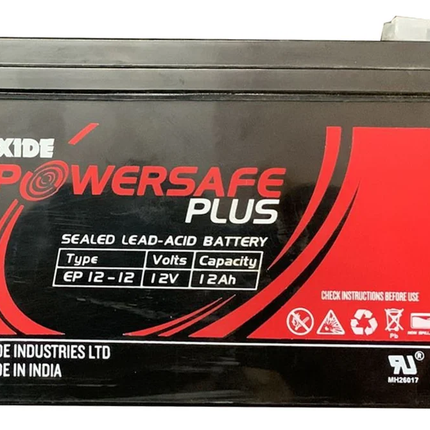 XIDE
POWERSAFE
PLUS
SEALED LEAD-ACID BATTERY
Type Volts Capacity
EP 12-12 12V 12Ah
CHECK INSTRUCTIONS BEFORE USE
Pb
DE INDUSTRIES LTD
DE IN INDIA
MH26017